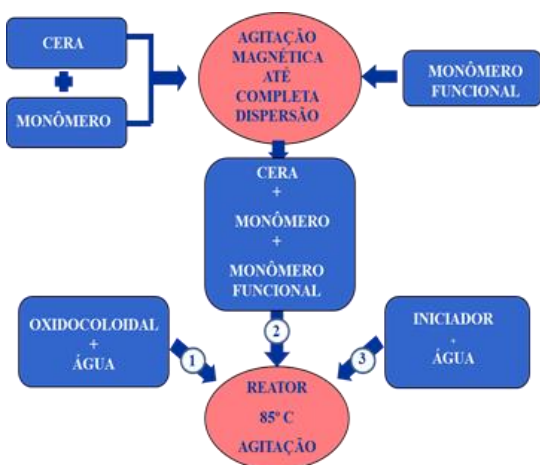 CERA
MONÔMERO
AGITAÇÃO
MAGNÉTICA
ATÉ
COMPLETA
DISPERSÃO
MONÔMERO
FUNCIONAL
CERA
+
MONÔMERO
+
MONÔMERO
FUNCIONAL
OXIDOCOLOIDAL
+
ÁGUA
1
2
3
INICIADOR
+
ÁGUA
REATOR
85º C
AGITAÇÃO